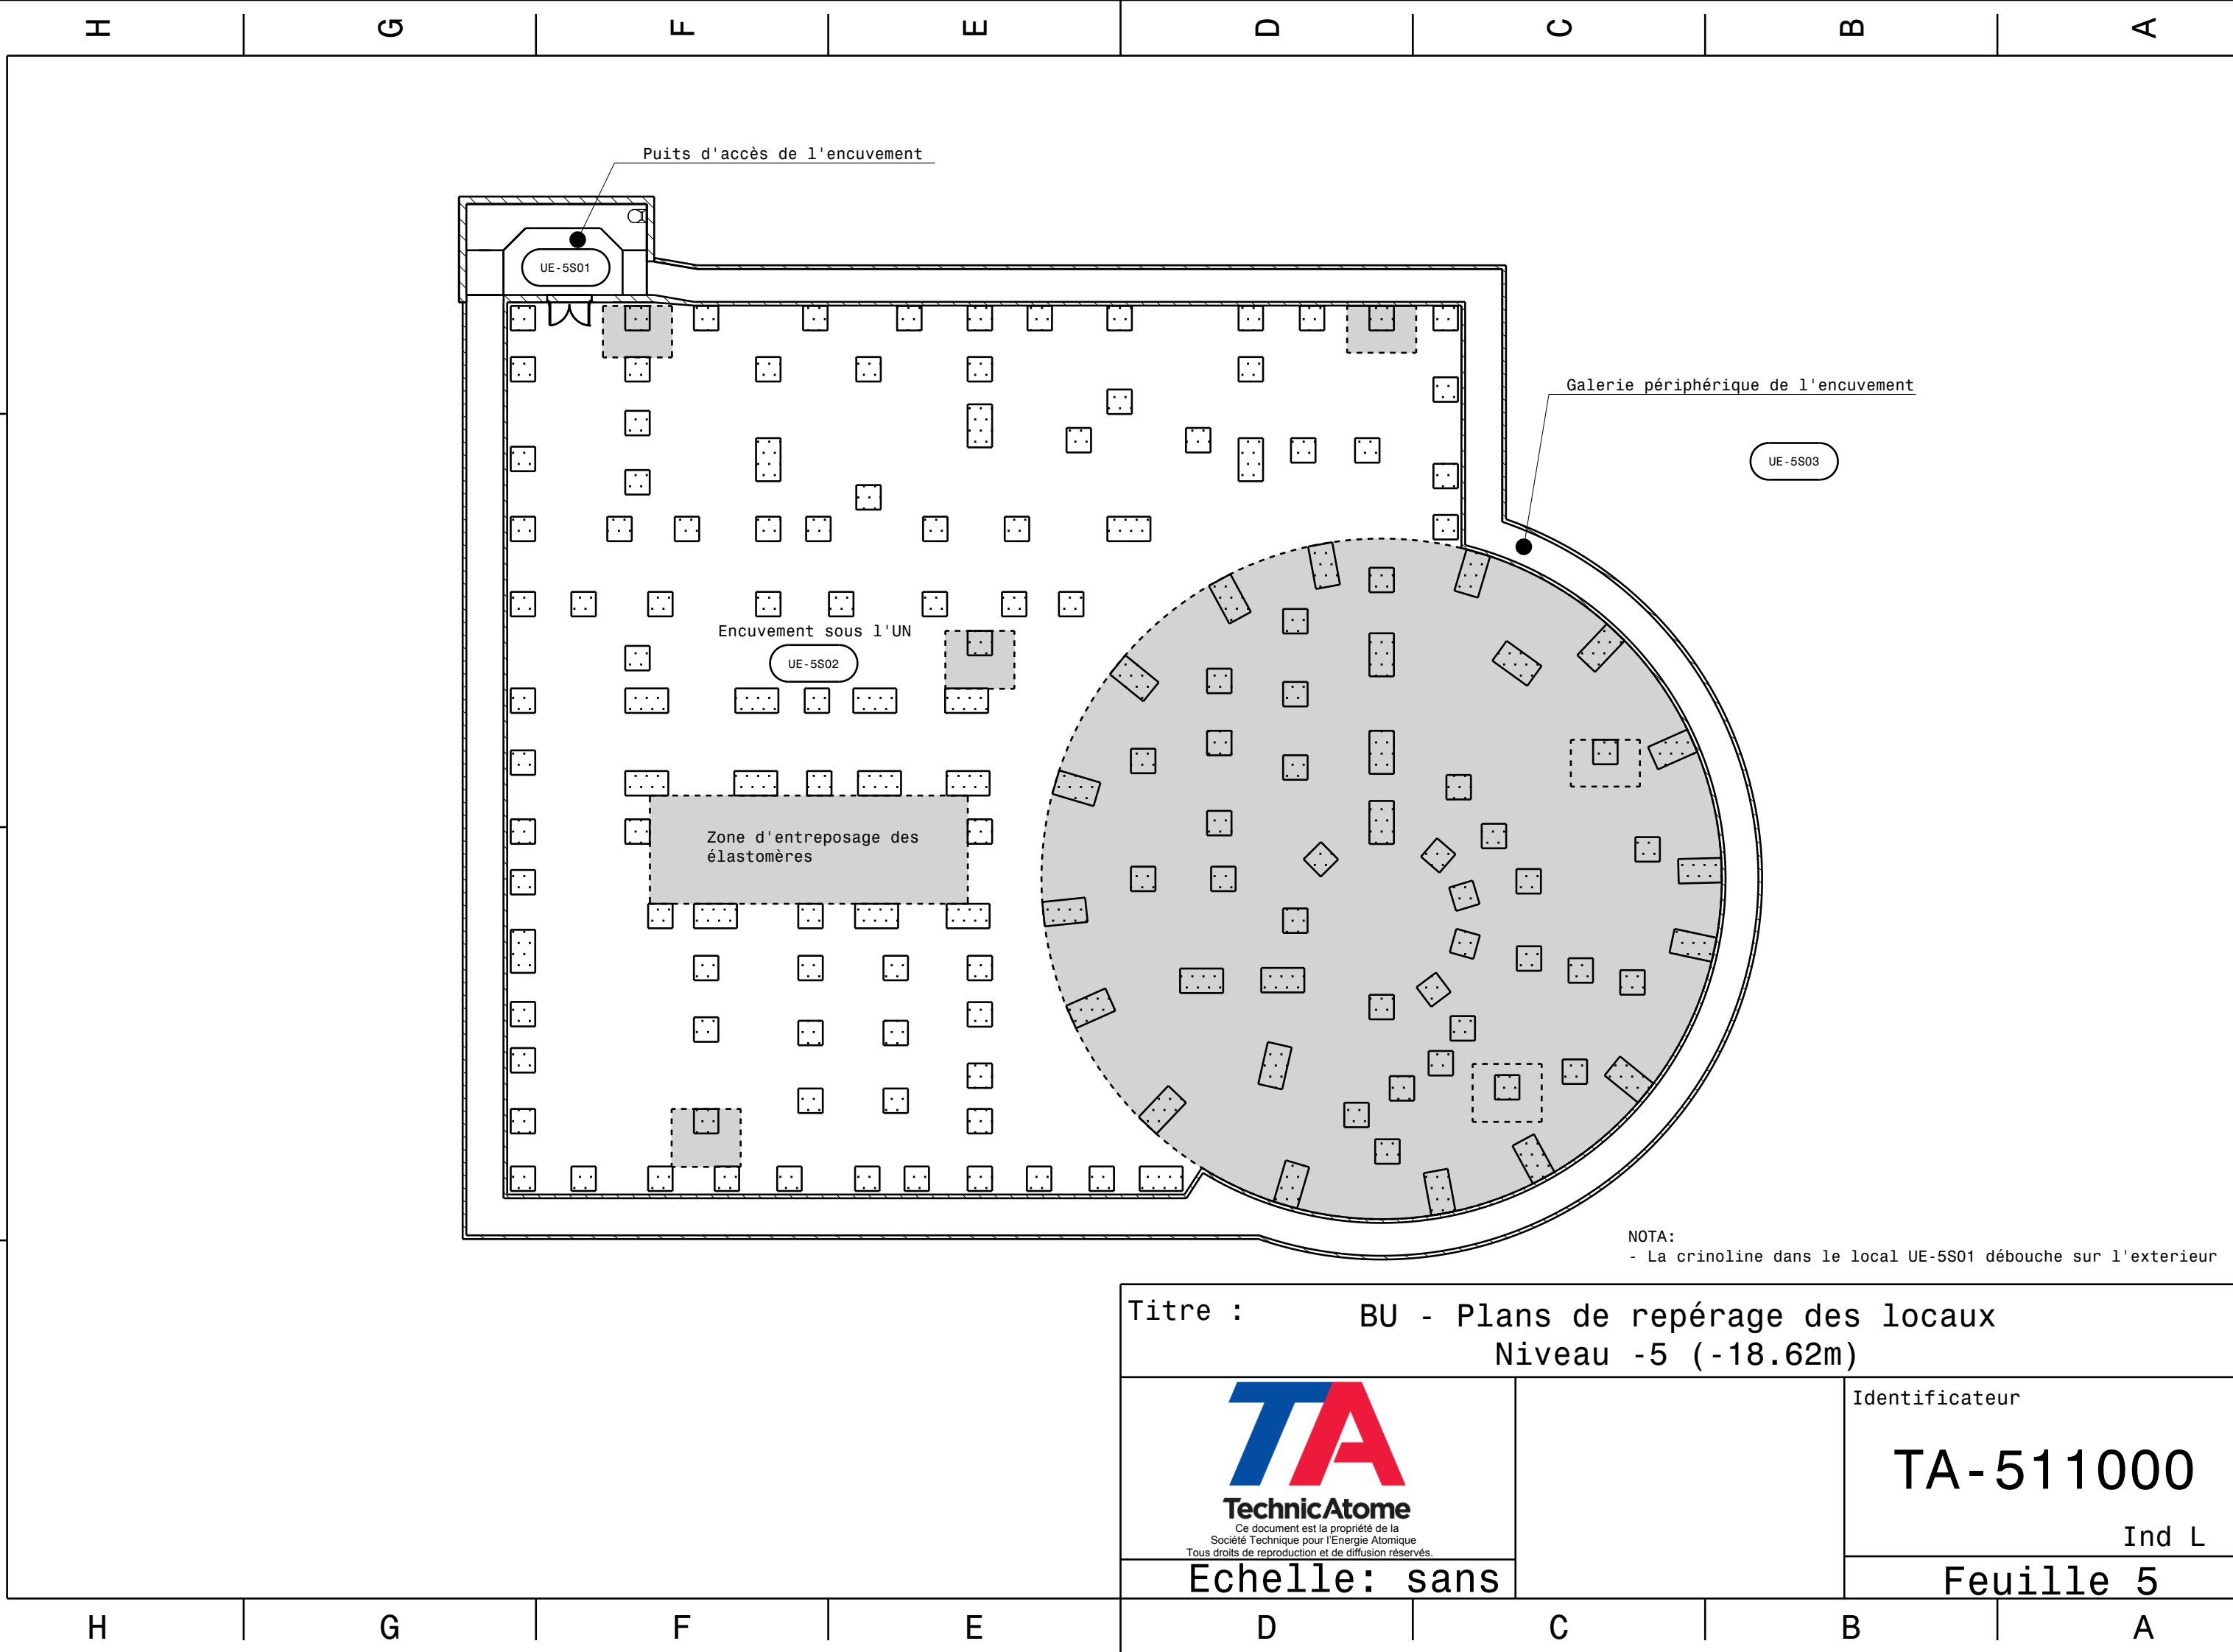 H G F E D C B A
Puits d'accès de l'encuvement
UE-5S01
Galerie périphérique de l'encuvement
UE-5S03
Encuvement sous l'UN
UE-5S02
Zone d'entreposage des
élastomères
NOTA:
- La crinoline dans le local UE-5S01 débouche sur l'exterieur
Titre :
BU - Plans de repérage des locaux
Niveau -5 (-18.62m)
TA
TechnicAtome
Ce document est la propriété de la
Société Technique pour l'Energie Atomique
Tous droits de reproduction et de diffusion réservés.
Echelle: sans
Identificateur
TA-511000
Ind L
Feuille 5
H G F E D C B A